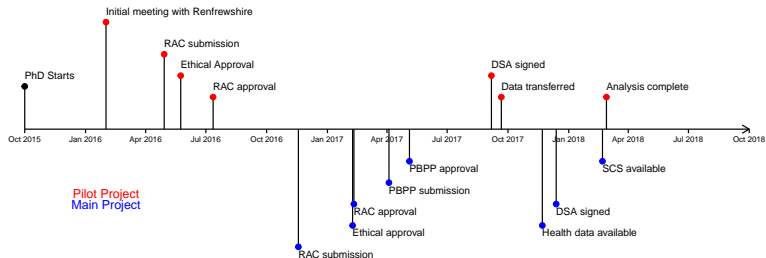 Initial meeting with Renfrewshire
RAC submission
DSA signed
Ethical Approval
PhD Starts
RAC approval
Data transferred
Analysis complete
Oct 2015 Jan 2016 Apr 2016 Jul 2016 Oct 2016 Jan 2017 Apr 2017 Jul 2017 Oct 2017 Jan 2018 Apr 2018 Jul 2018 Oct 2018
PBPP approval
SCS available
PBPP submission
Pilot Project
Main Project
RAC approval
DSA signed
Ethical approval
Health data available
RAC submission